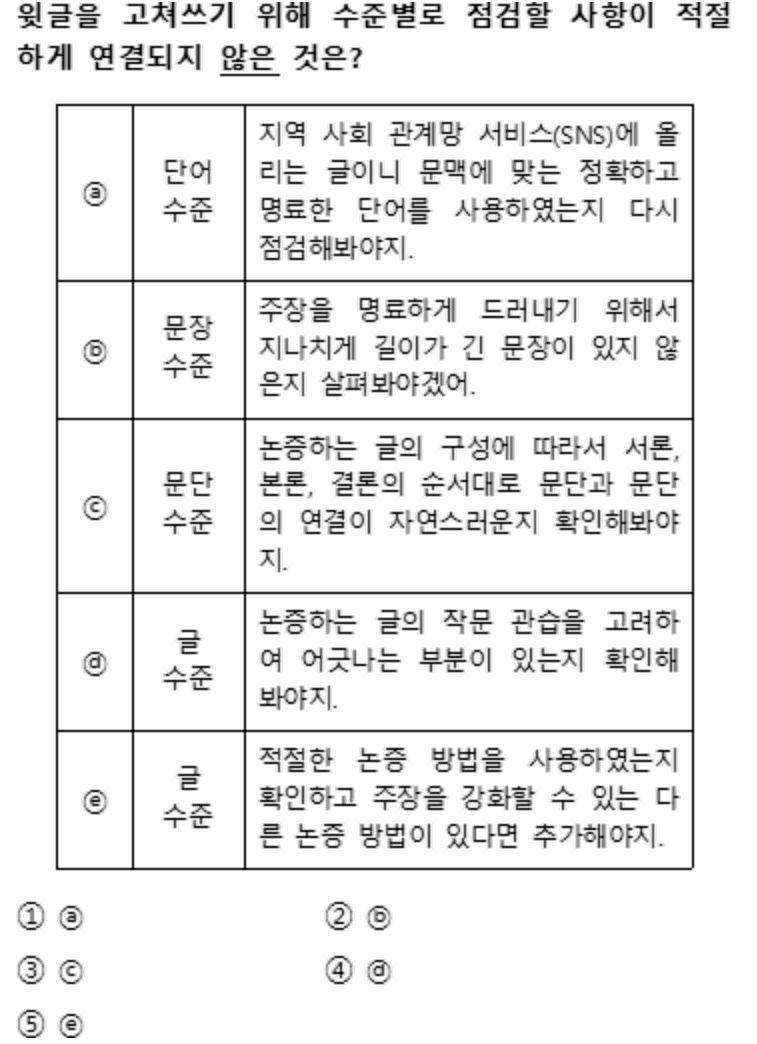 윗글을 고쳐쓰기 위해 수준별로 점검할 사항이 적절
하게 연결되지 않은 것은?
ⓐ
단어
수준
지역 사회 관계망 서비스(SNS)에 올
리는 글이니 문맥에 맞는 정확하고
명료한 단어를 사용하였는지 다시
점검해봐야지.
ⓑ
문장
수준
주장을 명료하게 드러내기 위해서
지나치게 길이가 긴 문장이 있지 않
은지 살펴봐야겠어.
ⓒ
문단
수준
논증하는 글의 구성에 따라서 서론,
본론, 결론의 순서대로 문단과 문단
의 연결이 자연스러운지 확인해봐야
지.
ⓓ
글
수준
논증하는 글의 작문 관습을 고려하
여 어긋나는 부분이 있는지 확인해
봐야지.
ⓔ
글
수준
적절한 논증 방법을 사용하였는지
확인하고 주장을 강화할 수 있는 다
른 논증 방법이 있다면 추가해야지.
① ⓐ ② ⓑ
③ ⓒ ④ ⓓ
⑤ ⓔ